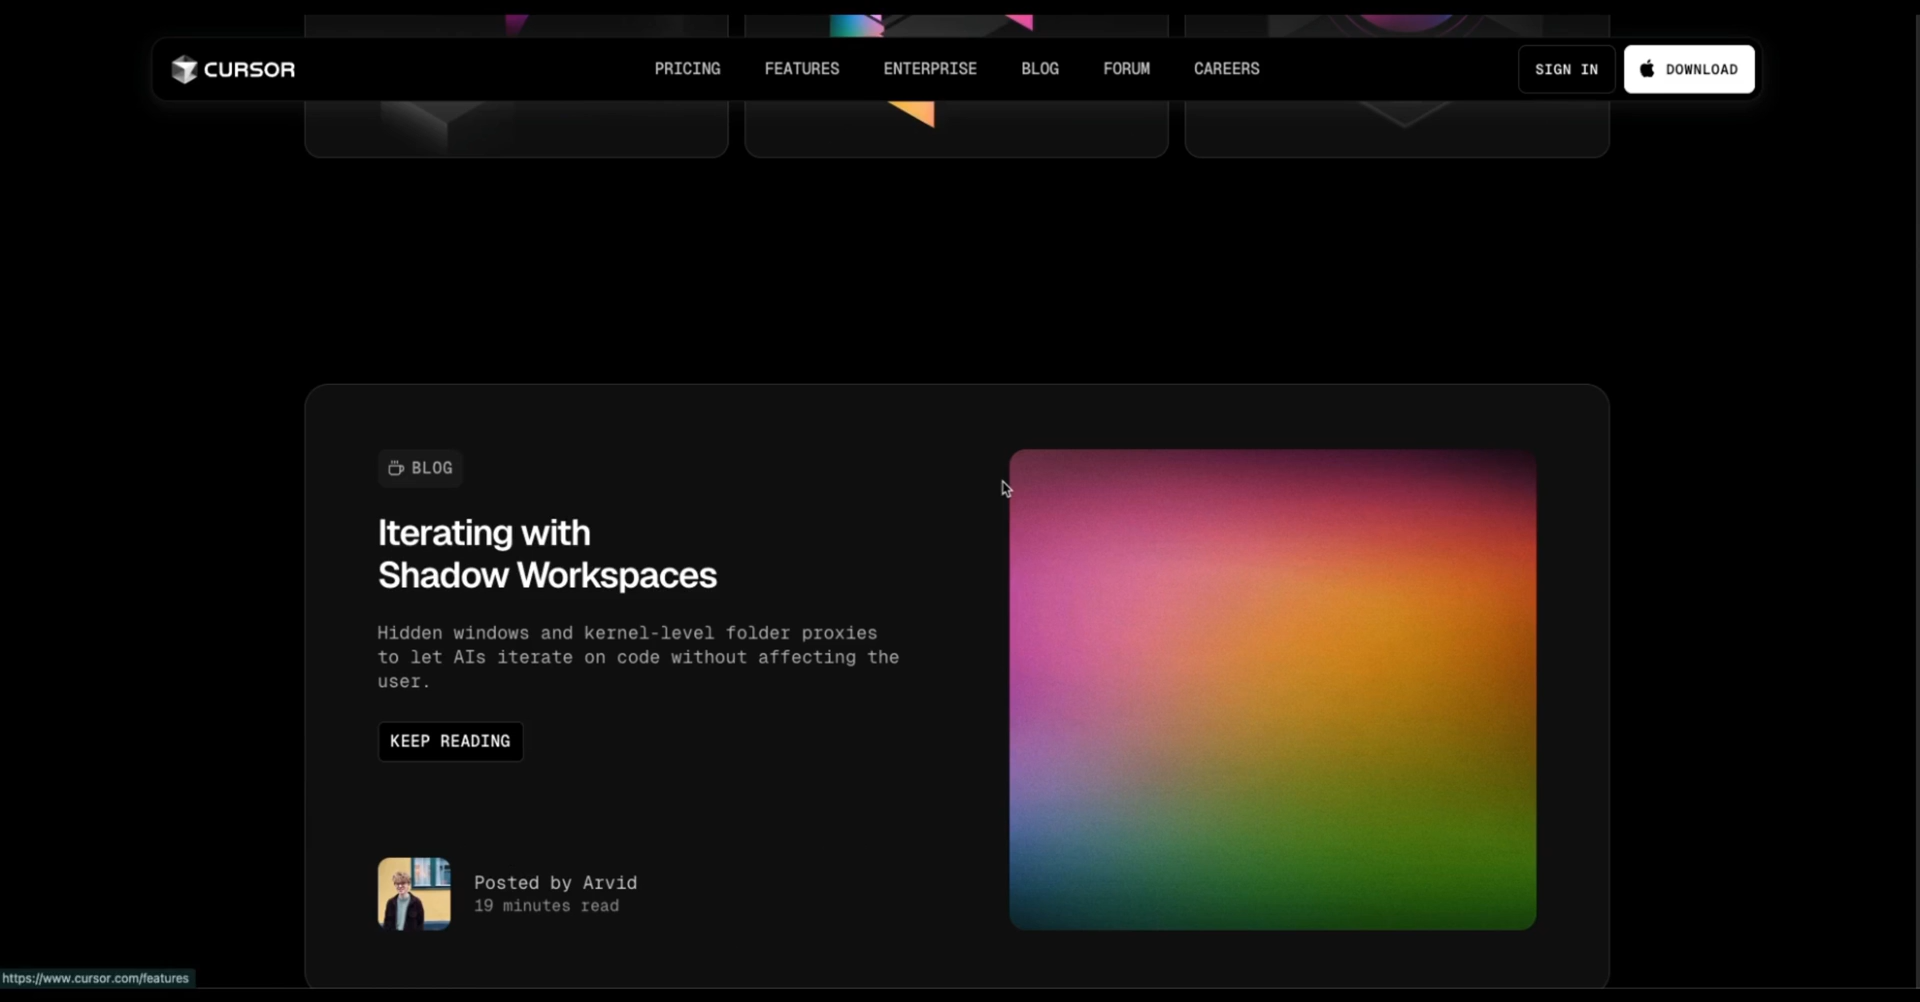 CURSOR
PRICING
FEATURES
ENTERPRISE
BLOG
FORUM
CAREERS
SIGN IN
DOWNLOAD
BLOG
Iterating with
Shadow Workspaces
Hidden windows and kernel-level folder proxies
to let AIs iterate on code without affecting the
user.
KEEP READING
Posted by Arvid
19 minutes read
https://www.cursor.com/features